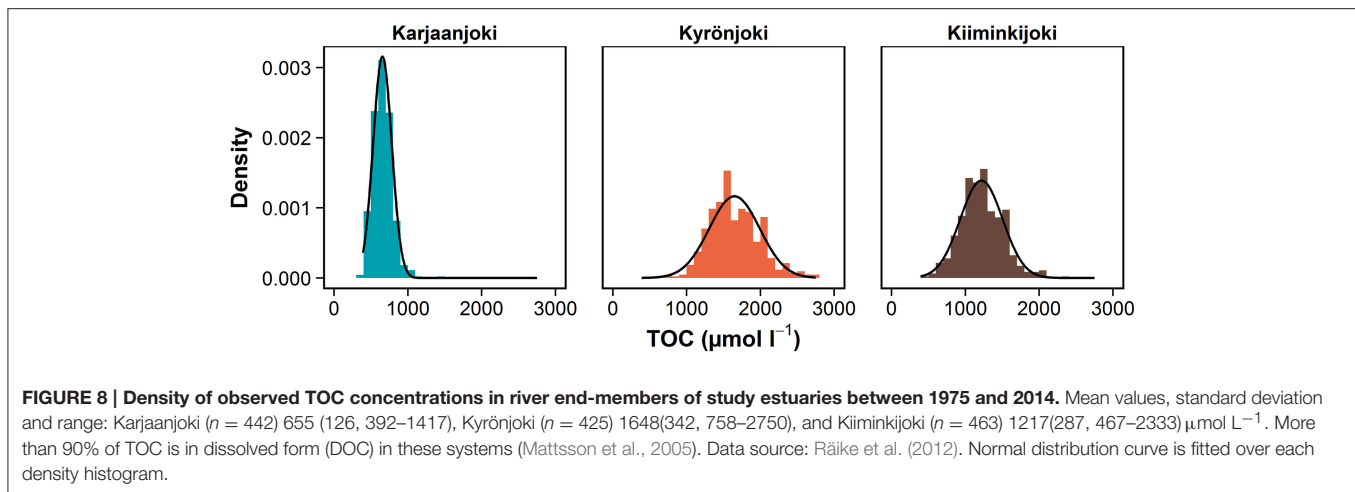 Karjaanjoki Kyrönjoki Kiiminkijoki
0.003
0.002
0.001
0.000
Density
0 1000 2000 3000 0 1000 2000 3000 0 1000 2000 3000
TOC (µmol l⁻¹)
FIGURE 8 | Density of observed TOC concentrations in river end-members of study estuaries between 1975 and 2014. Mean values, standard deviation
and range: Karjaanjoki (n = 442) 655 (126, 392–1417), Kyrönjoki (n = 425) 1648(342, 758–2750), and Kiiminkijoki (n = 463) 1217(287, 467–2333) µmol L⁻¹. More
than 90% of TOC is in dissolved form (DOC) in these systems (Mattsson et al., 2005). Data source: Räike et al. (2012). Normal distribution curve is fitted over each
density histogram.